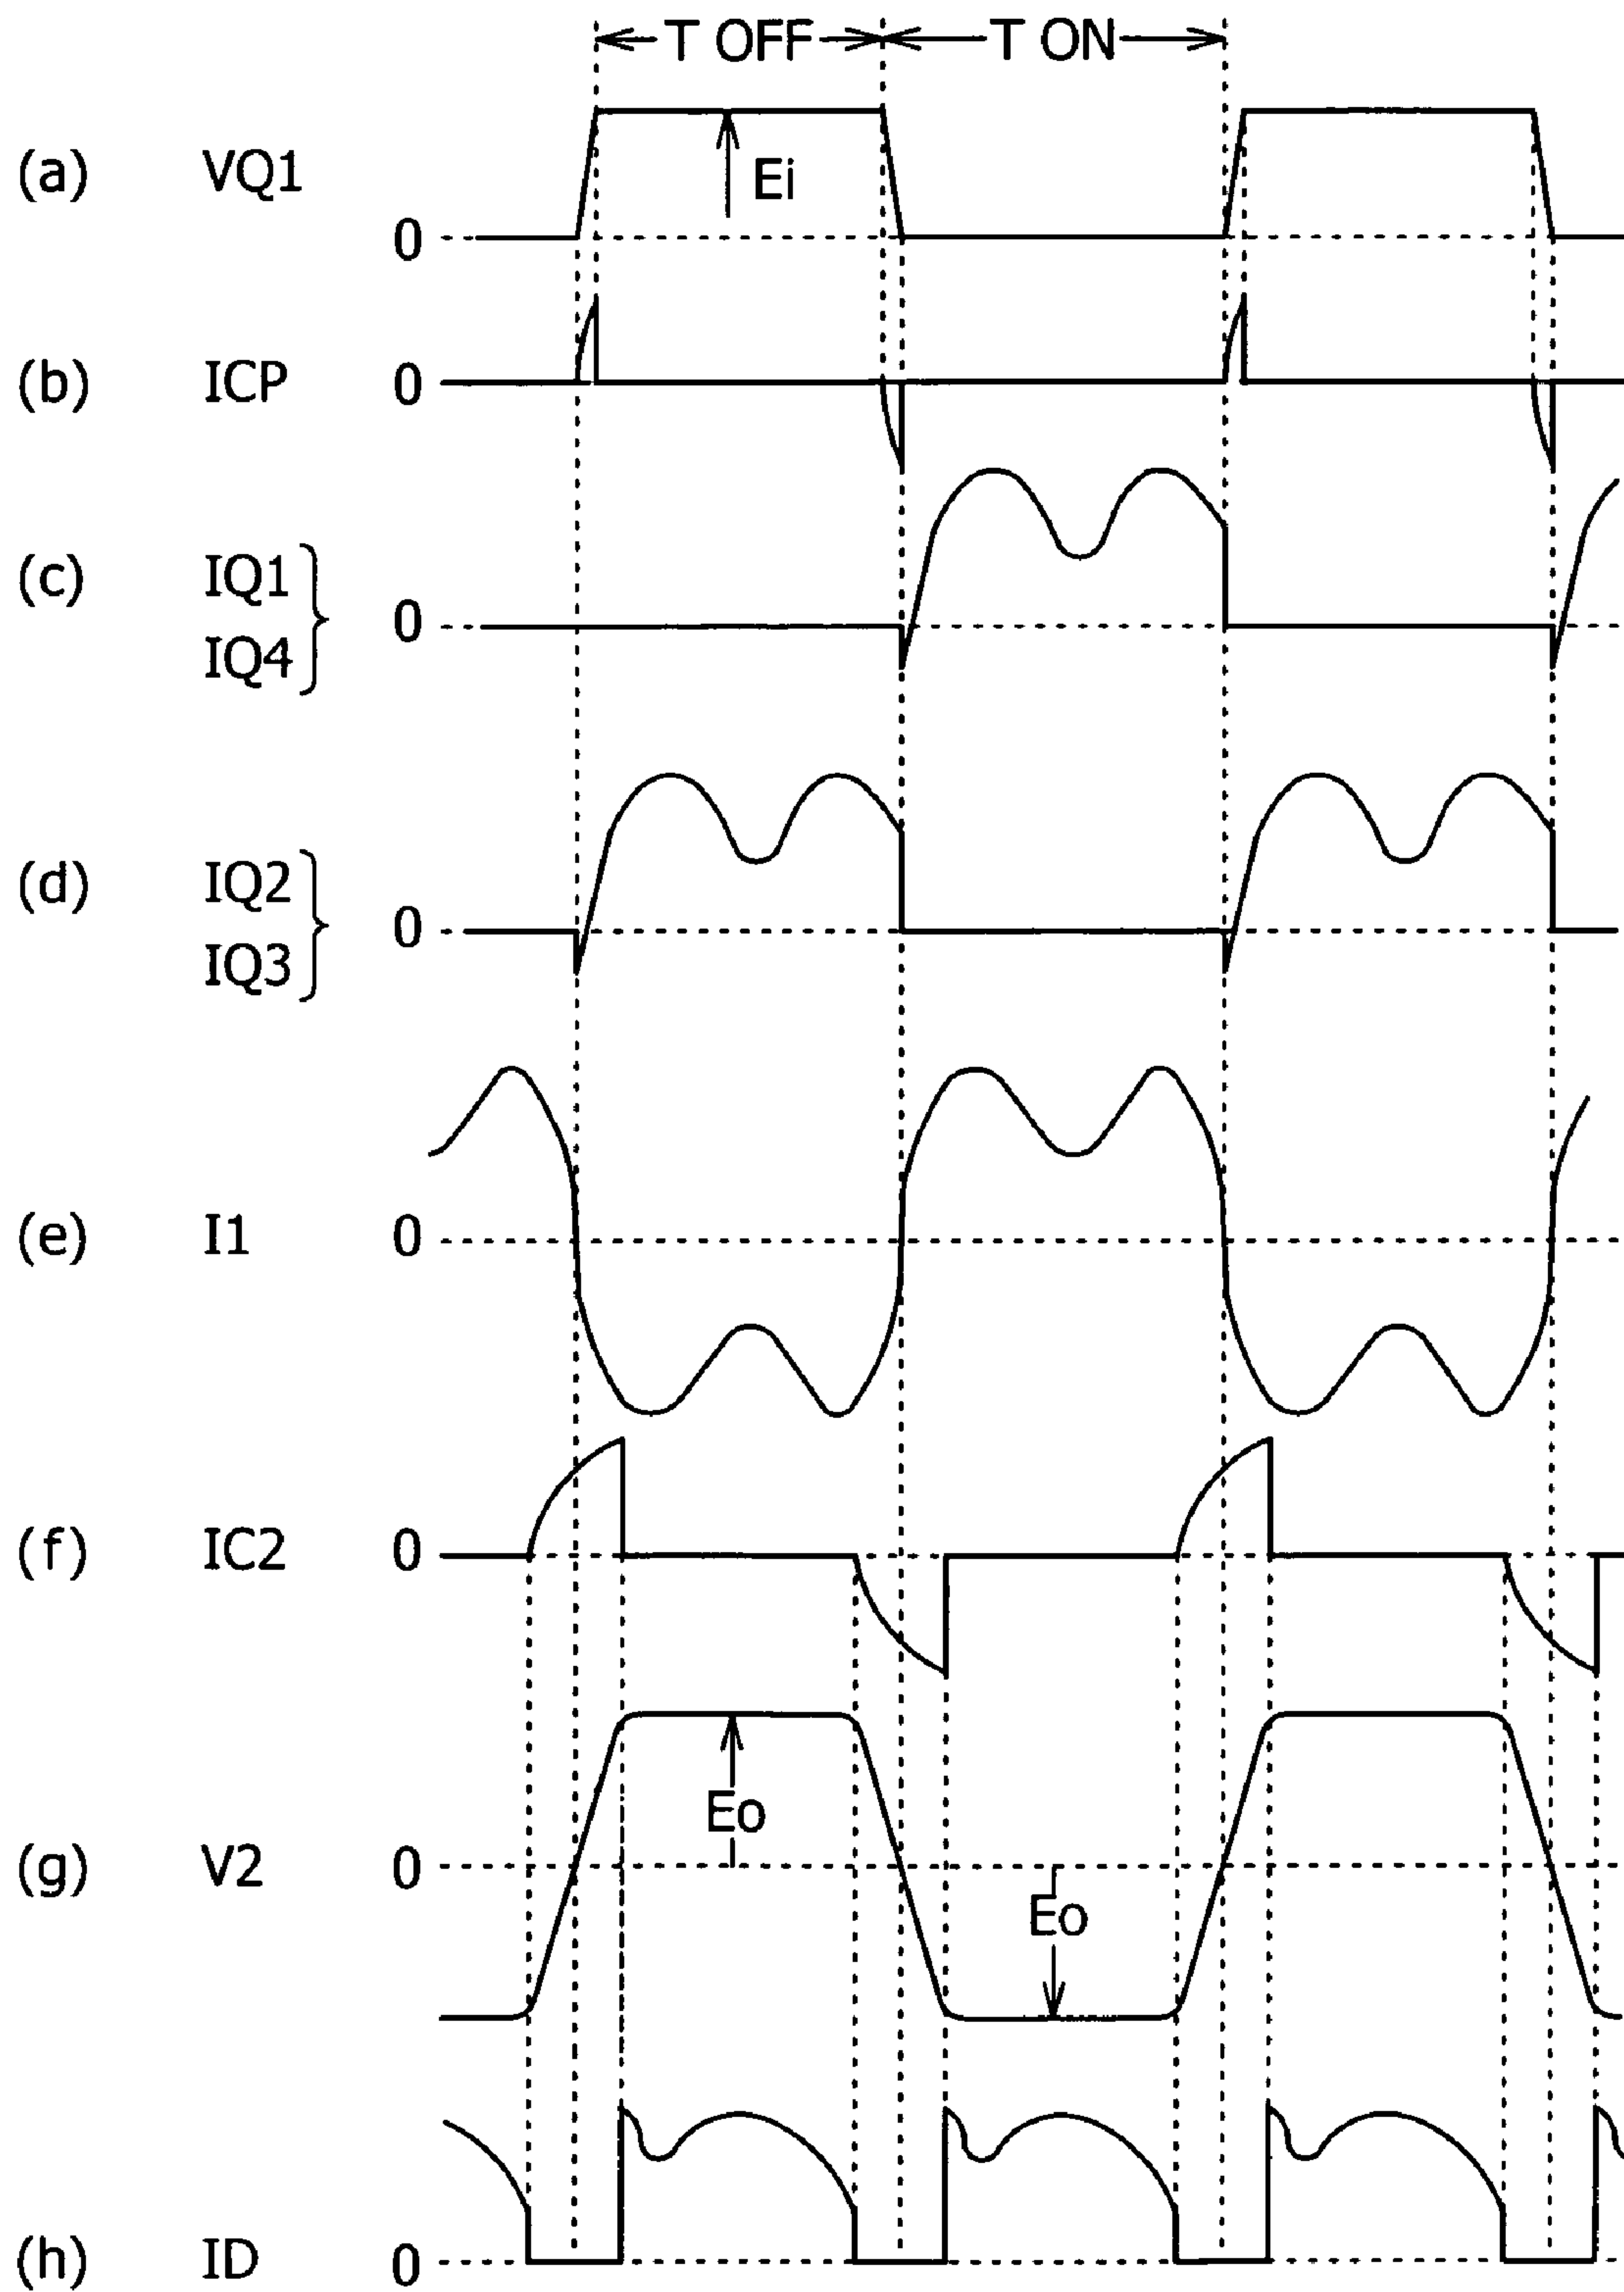 T OFF T ON
(a) VQ1 0 Ei
(b) ICP 0
(c) IQ1 IQ4 0
(d) IQ2 IQ3 0
(e) I1 0
(f) IC2 0
(g) V2 0 Eo Eo
(h) ID 0